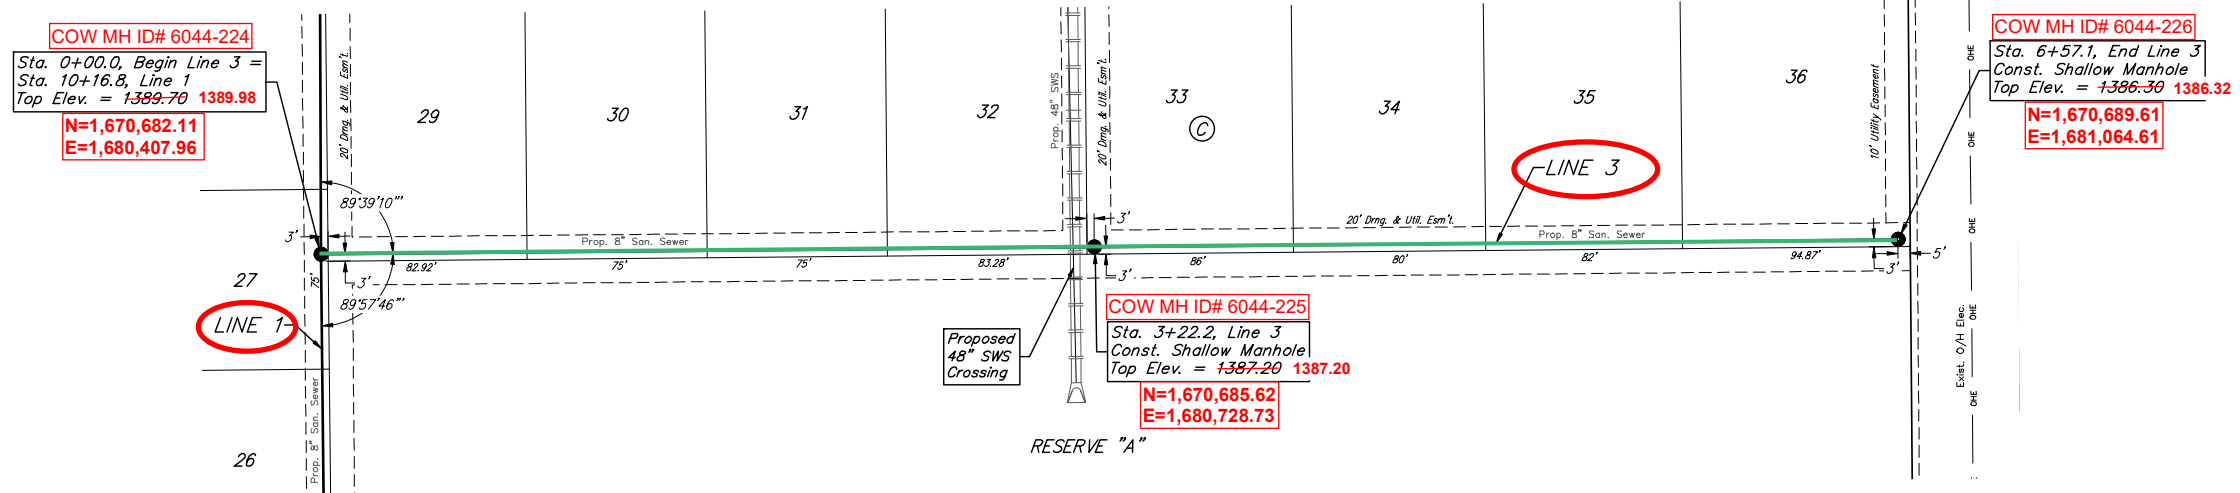 COW MH ID# 6044-224
Sta. 0+00.0, Begin Line 3 =
Sta. 10+16.8, Line 1
Top Elev. = 1389.70 1389.98
N=1,670,682.11
E=1,680,407.96
COW MH ID# 6044-226
Sta. 6+57.1, End Line 3
Const. Shallow Manhole
Top Elev. = 1386.30 1386.32
N=1,670,689.61
E=1,681,064.61
20' Drng. & Util. Esm't.
29
30
31
32
Prop. 48" SWS
20' Drng. & Util. Esm't.
33
C
34
35
36
10' Utility Easement
OHE
OHE
OHE
OHE
OHE
OHE
Exist. O/H Elec.
LINE 3
89°39'10"
3'
Prop. 8" San. Sewer
3'
20' Drng. & Util. Esm't.
Prop. 8" San. Sewer
5'
82.92'
75'
75'
83.28'
86'
80'
82'
94.87'
3'
3'
3'
75'
27
89°57'46"
LINE 1
Prop. 8" San. Sewer
26
Proposed
48" SWS
Crossing
COW MH ID# 6044-225
Sta. 3+22.2, Line 3
Const. Shallow Manhole
Top Elev. = 1387.20 1387.20
N=1,670,685.62
E=1,680,728.73
RESERVE "A"